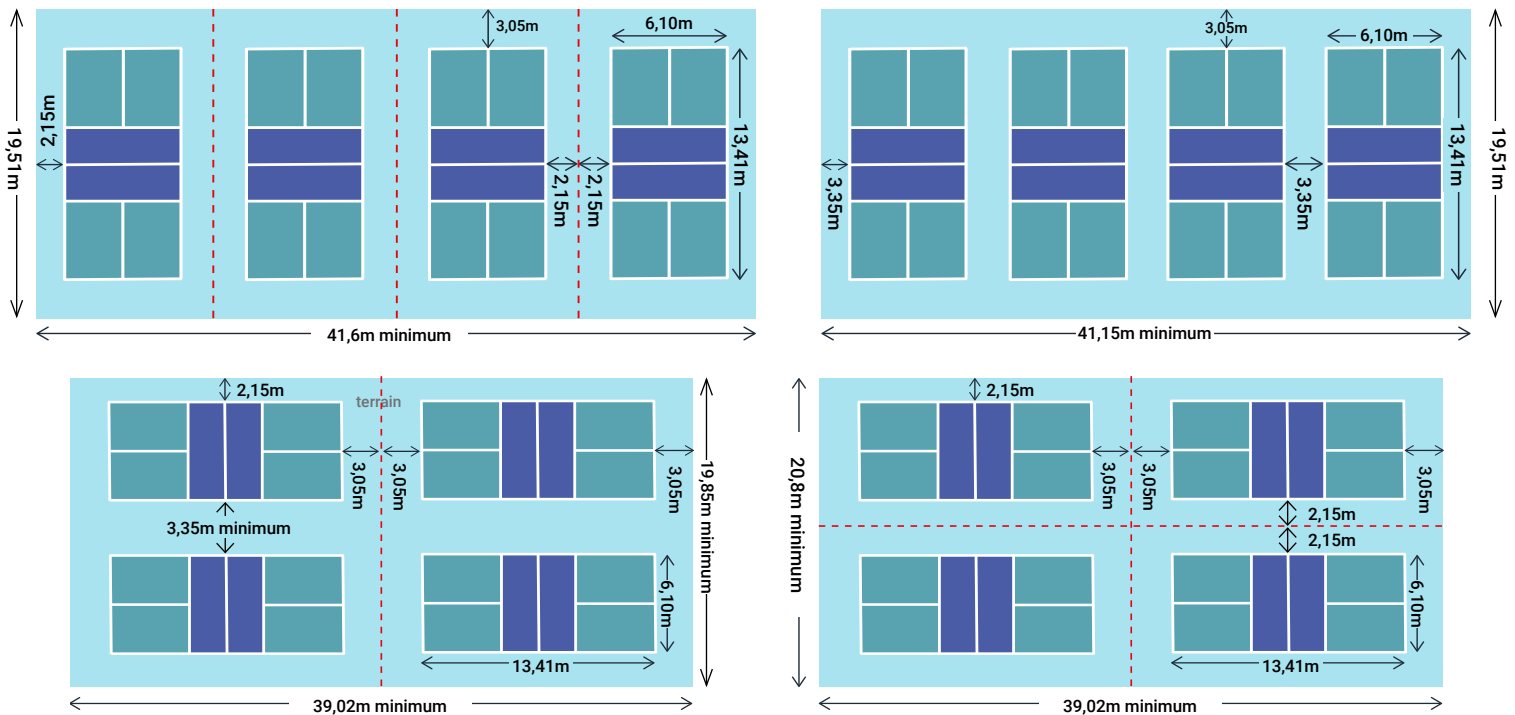 3,05m
6,10m
2,15m
19,51m
13,41m
2,15m
2,15m
41,6m minimum
3,05m
6,10m
13,41m
19,51m
3,35m
3,35m
41,15m minimum
2,15m
terrain
3,05m
3,05m
3,05m
19,85m minimum
3,35m minimum
6,10m
13,41m
39,02m minimum
2,15m
3,05m
3,05m
3,05m
20,8m minimum
2,15m
2,15m
6,10m
13,41m
39,02m minimum